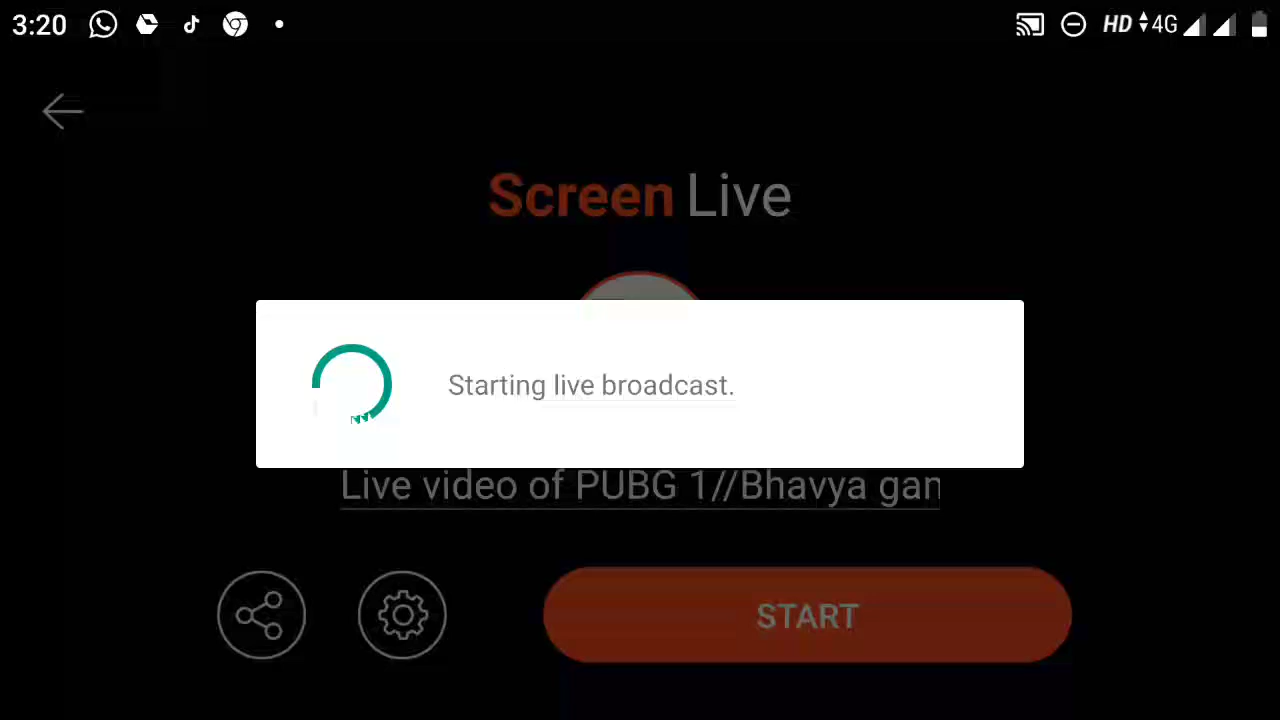 3:20 HD 4G
Screen Live
Starting live broadcast.
Live video of PUBG 1//Bhavya gan
START